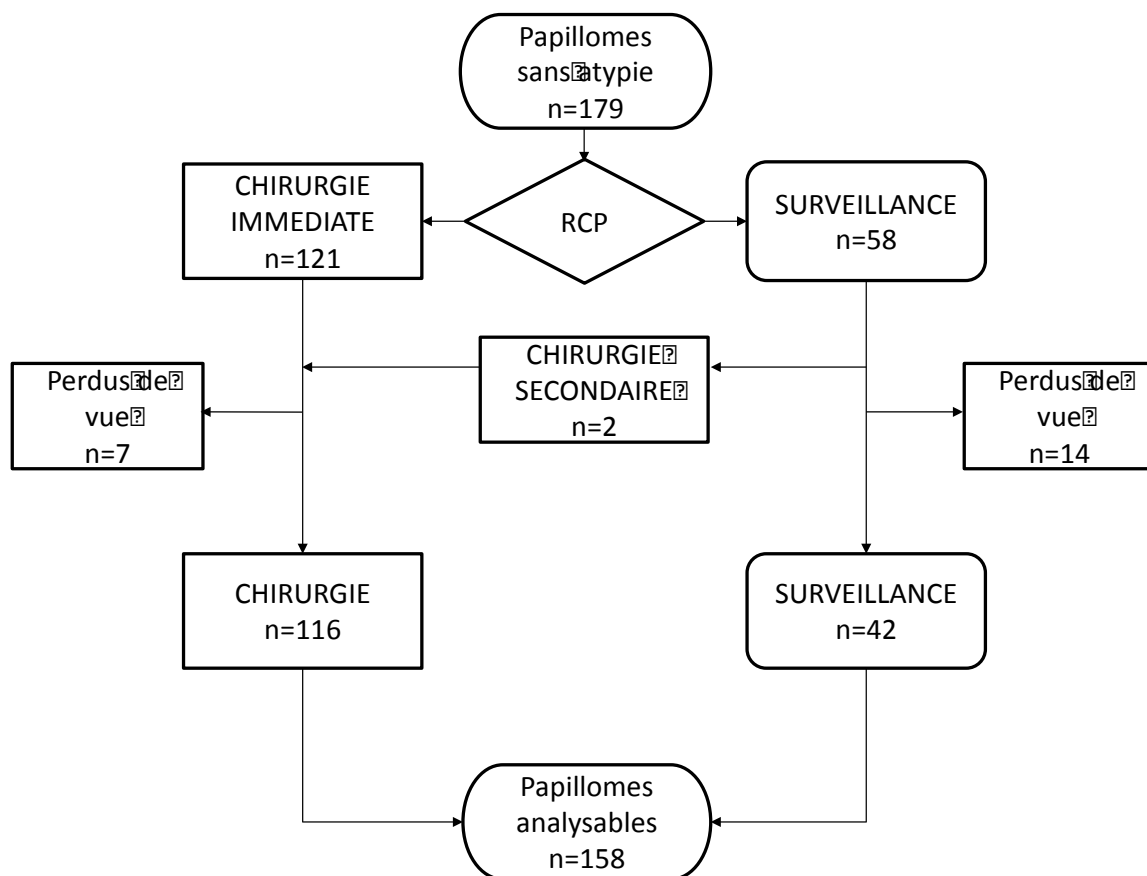 Papillomes
sans atypie
n=179
CHIRURGIE
IMMEDIATE
n=121
RCP
SURVEILLANCE
n=58
Perdus de
vue
n=7
CHIRURGIE
SECONDAIRE
n=2
Perdus de
vue
n=14
CHIRURGIE
n=116
SURVEILLANCE
n=42
Papillomes
analysables
n=158